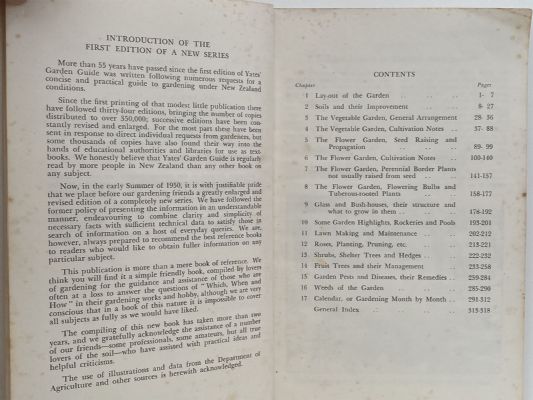 INTRODUCTION OF THE
FIRST EDITION OF A NEW SERIES
More than 55 years have passed since the first edition of Yates'
Garden Guide was written following numerous requests for a
concise and practical guide to gardening under New Zealand
conditions.
Since the first printing of that modest little publication there
have followed thirty-four editions, bringing the number of copies
distributed to over 350,000; successive editions have been con-
stantly revised and enlarged. For the most part these have been
sent in response to direct individual requests from gardeners, but
some thousands of copies have also found their way into the
hands of educational authorities and libraries for use as text-
books. We honestly believe that Yates' Garden Guide is regularly
read by more people in New Zealand than any other book on
any subject.
Now, in the early Summer of 1950, it is with justifiable pride
that we place before our gardening friends a greatly enlarged and
revised edition of a completely new series. We have followed the
former policy of presenting the information in an understandable
manner, endeavouring to combine clarity and simplicity of
necessary facts with sufficient technical data to satisfy those in
search of information on a host of everyday queries. We are,
however, always prepared to recommend the best reference books
to readers who would like to obtain fuller information on any
particular subject.
This publication is more than a mere book of reference. We
think you will find it a simple friendly book, compiled by lovers
of gardening for the guidance and assistance of those who are
often at a loss to answer the questions of "Which, When and
How" in their gardening works and hobby, although we are very
conscious that in a book of this nature it is impossible to cover
all subjects as fully as we would have liked.
The compiling of this new book has taken more than two
years, and we gratefully acknowledge the assistance of a number
of our friends—some professionals, some amateurs, but all true
lovers of the soil—who have assisted with practical ideas and
helpful criticisms.
The use of illustrations and data from the Department of
Agriculture and other sources is herewith acknowledged.
CONTENTS
Chapter Pages
1 Lay-out of the Garden .. .. .. 1- 7
2 Soils and their Improvement .. .. 8- 27
3 The Vegetable Garden, General Arrangement 28- 36
4 The Vegetable Garden, Cultivation Notes .. 37- 88
5 The Flower Garden, Seed Raising and
Propagation .. .. 89- 99
6 The Flower Garden, Cultivation Notes .. 100-140
7 The Flower Garden, Perennial Border Plants
not usually raised from seed .. 141-157
8 The Flower Garden, Flowering Bulbs and
Tuberous-rooted Plants .. 158-177
9 Glass and Bush-houses, their structure and
what to grow in them .. .. 178-192
10 Some Garden Highlights, Rockeries and Pools 193-201
11 Lawn Making and Maintenance .. .. 202-212
12 Roses, Planting, Pruning, etc. .. .. 213-221
13 Shrubs, Shelter Trees and Hedges .. .. 222-232
14 Fruit Trees and their Management .. 233-258
15 Garden Pests and Diseases, their Remedies .. 259-284
16 Weeds of the Garden .. .. .. 285-290
17 Calendar, or Gardening Month by Month .. 291-312
General Index .. .. .. 313-318